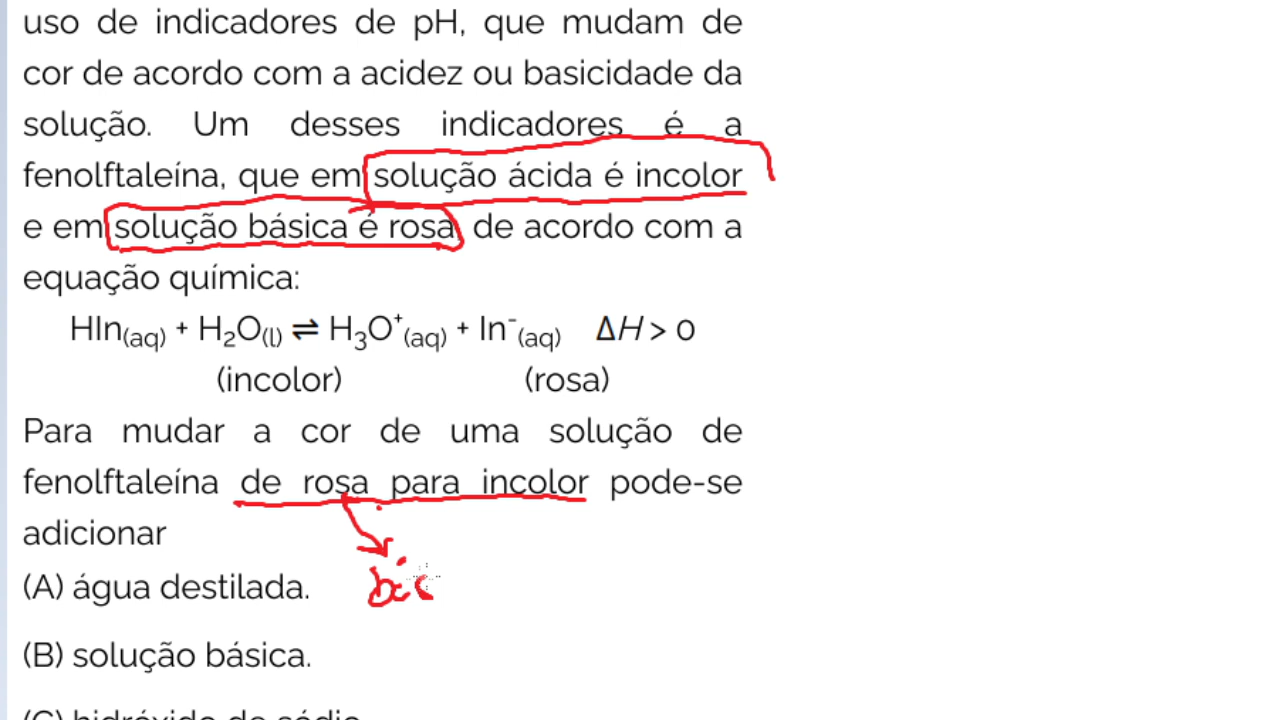 uso de indicadores de pH, que mudam de
cor de acordo com a acidez ou basicidade da
solução. Um desses indicadores é a
fenolftaleína, que em solução ácida é incolor
e em solução básica é rosa, de acordo com a
equação química:
HIn(aq) + H₂O(l) ⇌ H₃O⁺(aq) + In⁻(aq) ΔH > 0
(incolor) (rosa)
Para mudar a cor de uma solução de
fenolftaleína de rosa para incolor pode-se
adicionar
(A) água destilada.
(B) solução básica.
(C) hidróxido de sódio